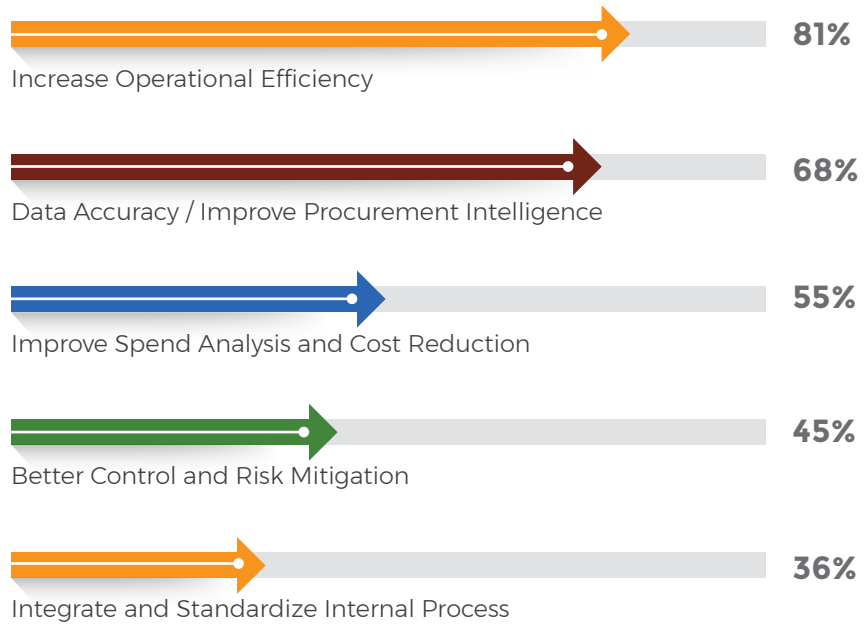 81%
Increase Operational Efficiency
68%
Data Accuracy / Improve Procurement Intelligence
55%
Improve Spend Analysis and Cost Reduction
45%
Better Control and Risk Mitigation
36%
Integrate and Standardize Internal Process